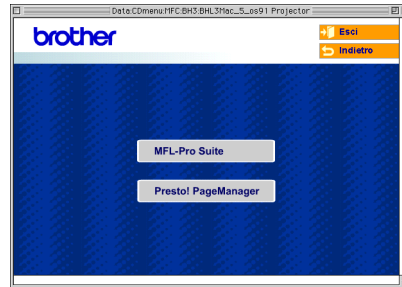 Data:CDmenu:MFC:BH3:BHL3Mac_5_os91 Projector
brother
Esci
Indietro
MFL-Pro Suite
Presto! PageManager